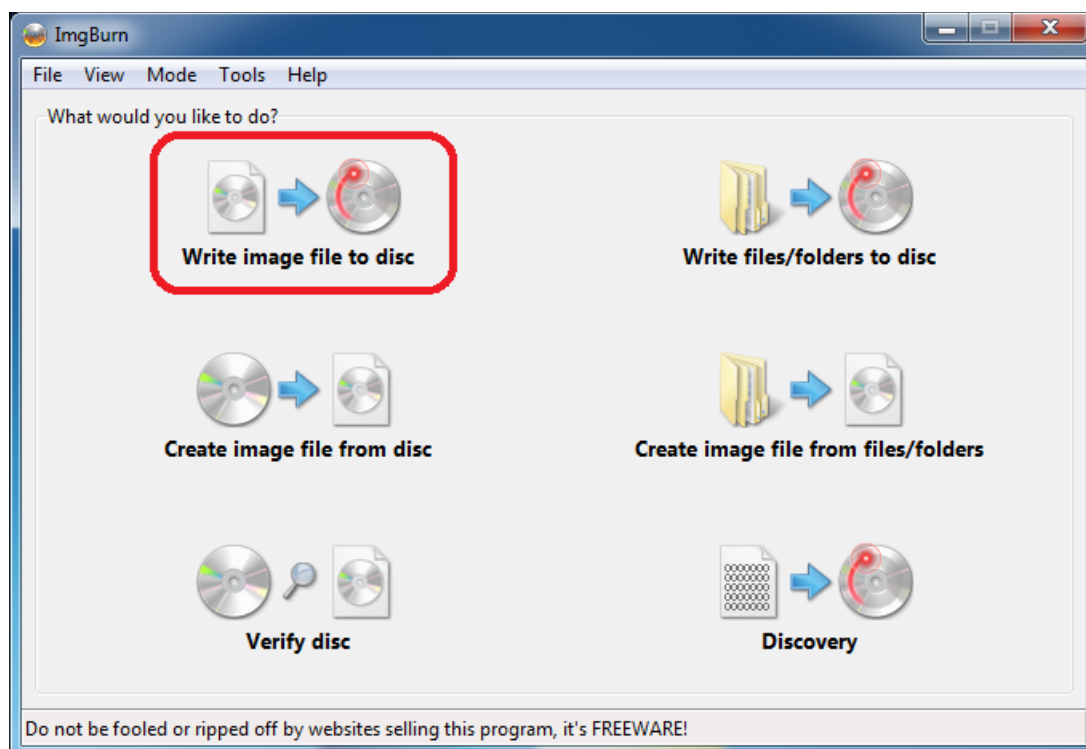 ImgBurn
File View Mode Tools Help
What would you like to do?
Write image file to disc
Write files/folders to disc
Create image file from disc
Create image file from files/folders
Verify disc
Discovery
Do not be fooled or ripped off by websites selling this program, it's FREEWARE!